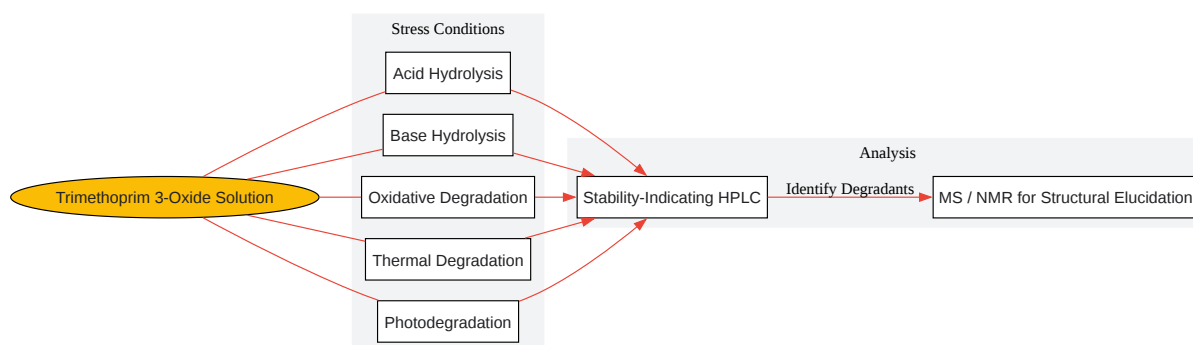 Stress Conditions
Acid Hydrolysis
Base Hydrolysis
Analysis
Trimethoprim 3-Oxide Solution
Oxidative Degradation
Stability-Indicating HPLC
Identify Degradants
MS / NMR for Structural Elucidation
Thermal Degradation
Photodegradation